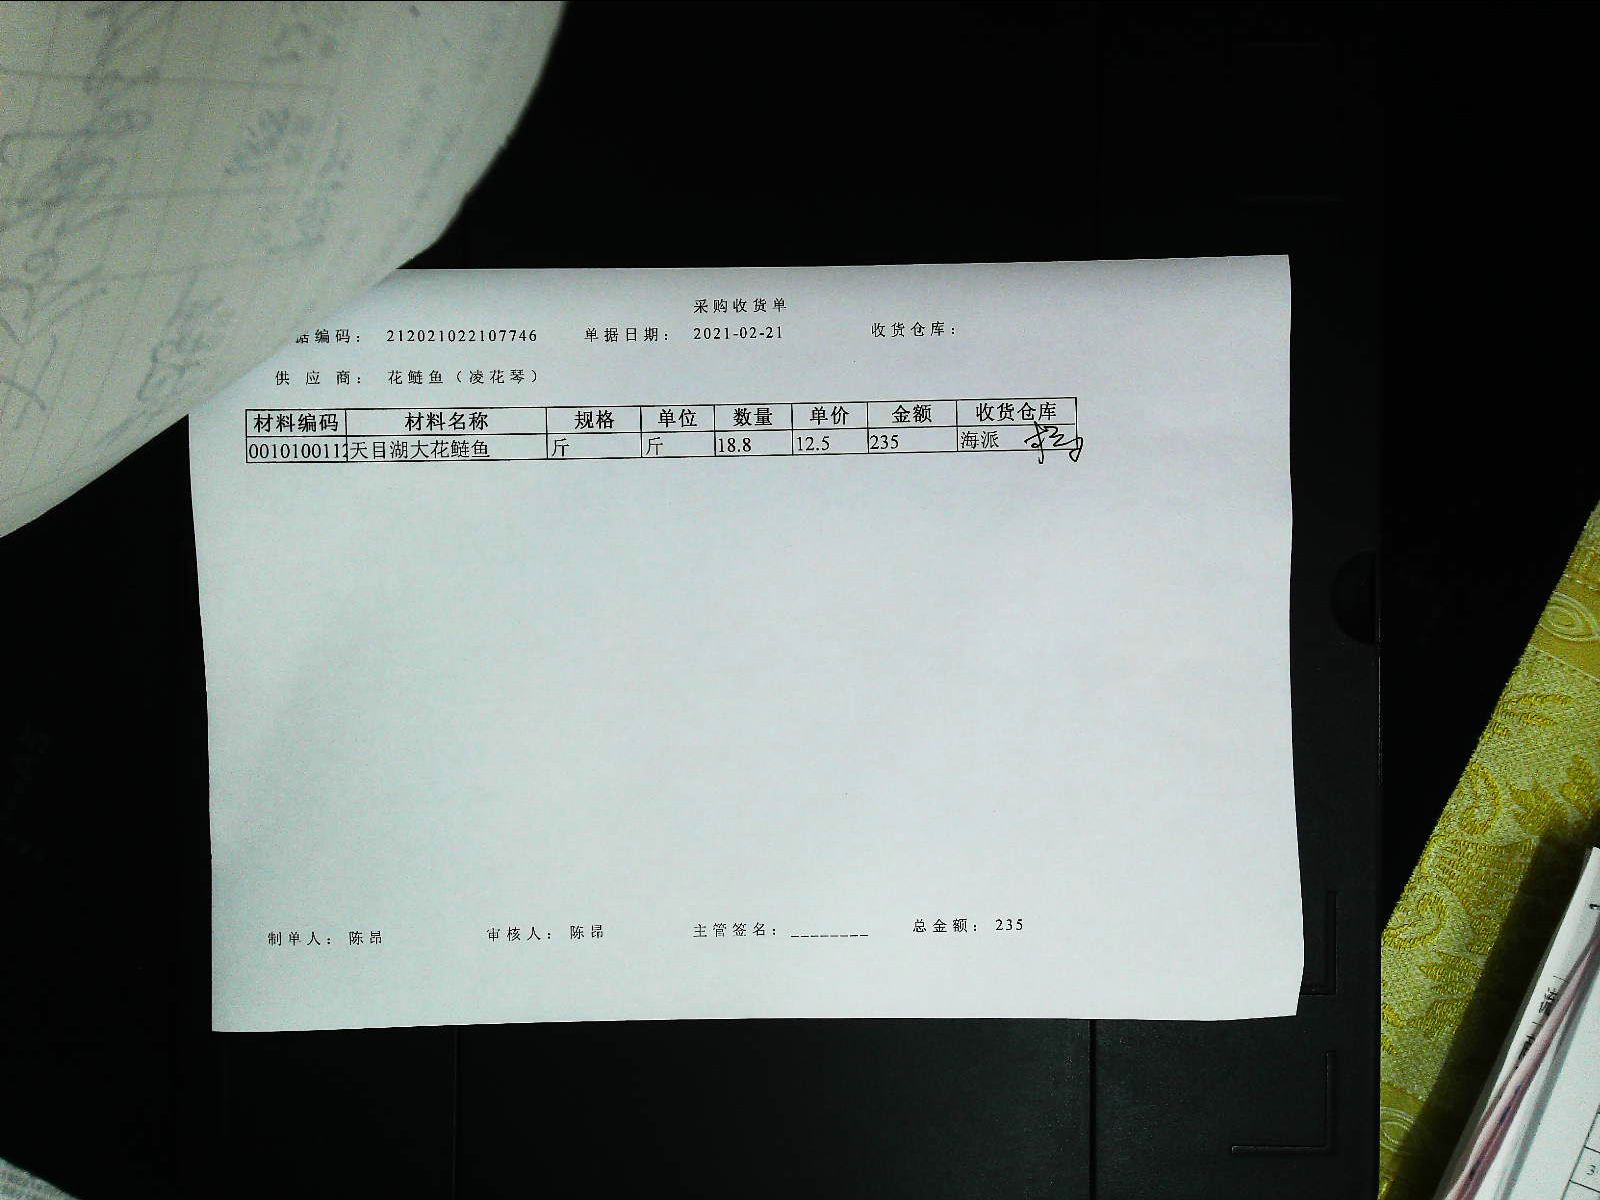 采购收货单
据编码： 212021022107746 单据日期： 2021-02-21 收货仓库：
供应商： 花鲢鱼（凌花琴）
材料编码 材料名称 规格 单位 数量 单价 金额 收货仓库
0010100112 天目湖大花鲢鱼 斤 斤 18.8 12.5 235 海派
制单人： 陈昂 审核人： 陈昂 主管签名：________ 总金额： 235